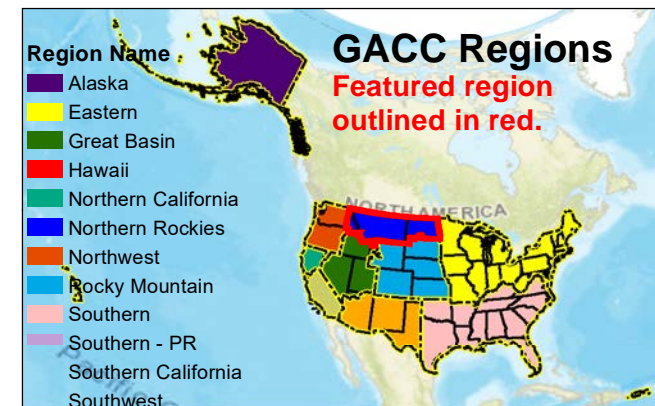 GACC Regions
Featured region
outlined in red.
Region Name
Alaska
Eastern
Great Basin
Hawaii
Northern California
Northern Rockies
Northwest
Rocky Mountain
Southern
Southern - PR
Southern California
Southwest
NORTH AMERICA
Pacific